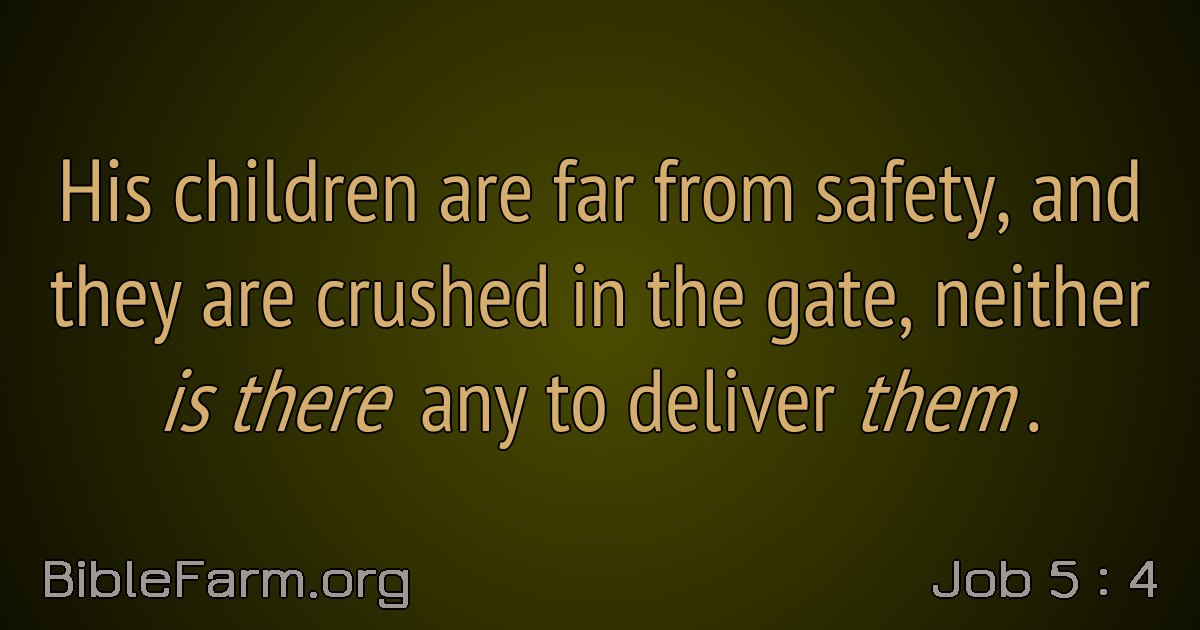 His children are far from safety, and
they are crushed in the gate, neither
is there any to deliver them.
BibleFarm.org
Job 5 : 4